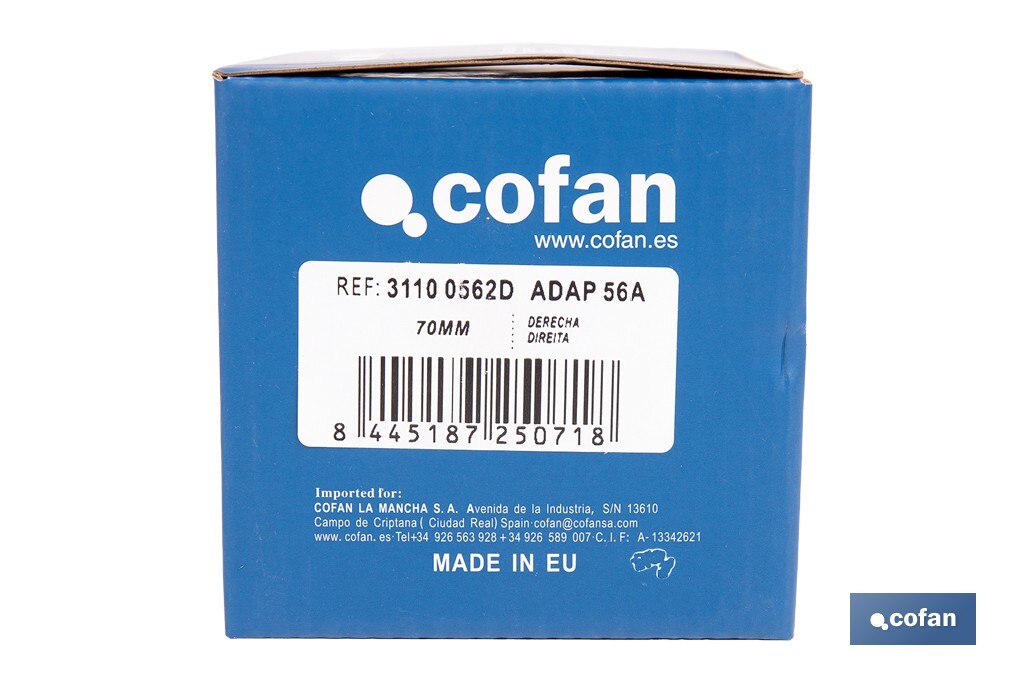 cofan
www.cofan.es
REF: 3110 0562D ADAP 56A
70MM
DERECHA
DIREITA
8 445187 250718
Imported for:
COFAN LA MANCHA S.A. Avenida de la Industria, S/N 13610
Campo de Criptana ( Ciudad Real) Spain·cofan@cofansa.com
www. cofan. es·Tel+34 926 563 928 + 34 926 589 007·C. I. F: A- 13342621
MADE IN EU
cofan